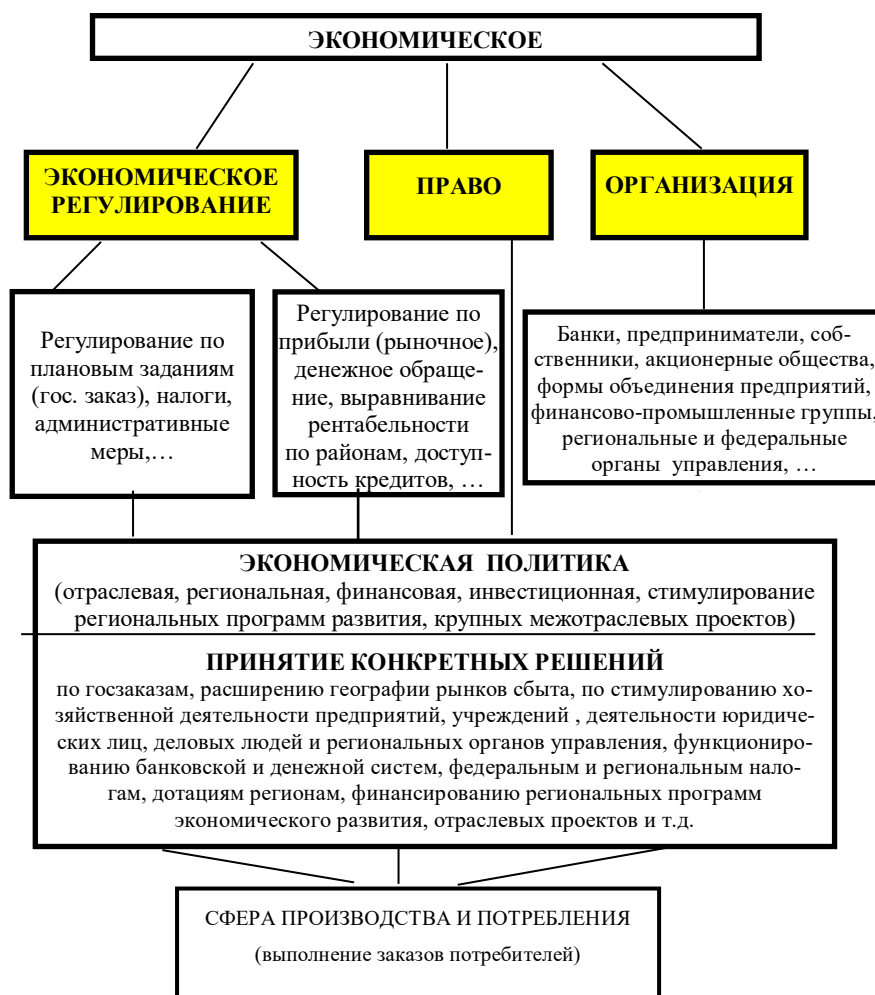 ЭКОНОМИЧЕСКОЕ
ЭКОНОМИЧЕСКОЕ
РЕГУЛИРОВАНИЕ
ПРАВО
ОРГАНИЗАЦИЯ
Регулирование по
плановым заданиям
(гос. заказ), налоги,
административные
меры,…
Регулирование по
прибыли (рыночное),
денежное обраще-
ние, выравнивание
рентабельности
по районам, доступ-
ность кредитов, …
Банки, предприниматели, соб-
ственники, акционерные общества,
формы объединения предприятий,
финансово-промышленные группы,
региональные и федеральные
органы управления, …
ЭКОНОМИЧЕСКАЯ ПОЛИТИКА
(отраслевая, региональная, финансовая, инвестиционная, стимулирование
региональных программ развития, крупных межотраслевых проектов)
ПРИНЯТИЕ КОНКРЕТНЫХ РЕШЕНИЙ
по госзаказам, расширению географии рынков сбыта, по стимулированию хо-
зяйственной деятельности предприятий, учреждений , деятельности юридиче-
ских лиц, деловых людей и региональных органов управления, функциониро-
ванию банковской и денежной систем, федеральным и региональным нало-
гам, дотациям регионам, финансированию региональных программ
экономического развития, отраслевых проектов и т.д.
СФЕРА ПРОИЗВОДСТВА И ПОТРЕБЛЕНИЯ
(выполнение заказов потребителей)